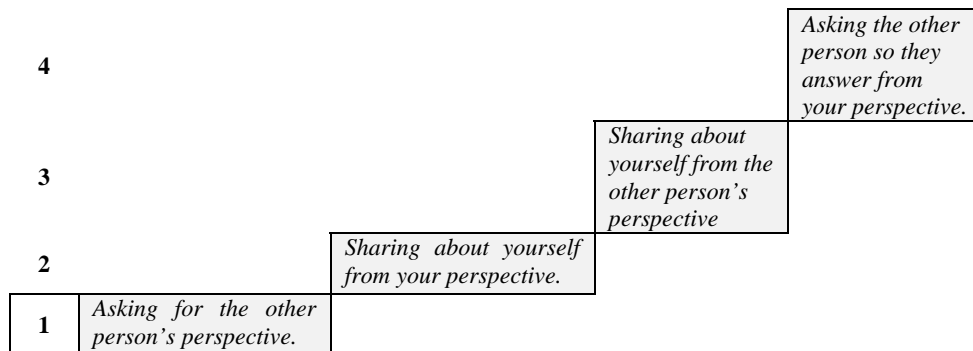 4
Asking the other
person so they
answer from
your perspective.
3
Sharing about
yourself from the
other person’s
perspective
2
Sharing about yourself
from your perspective.
1
Asking for the other
person’s perspective.